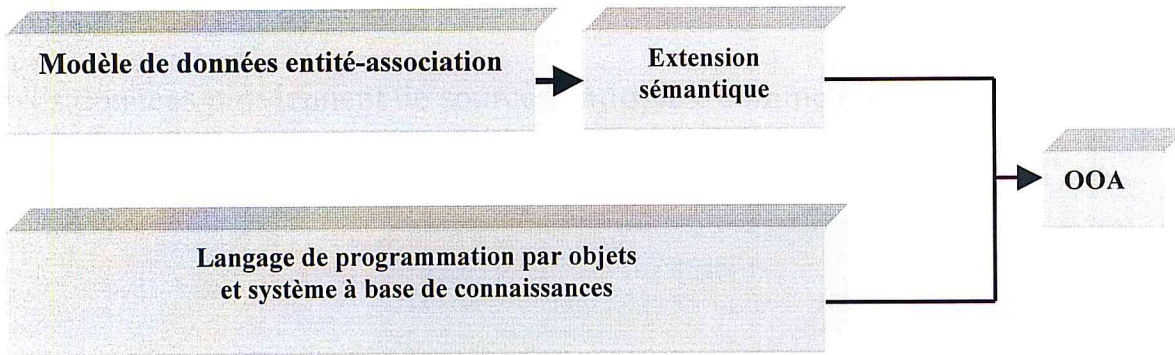 Modèle de données entité-association
Extension
sémantique
OOA
Langage de programmation par objets
et système à base de connaissances